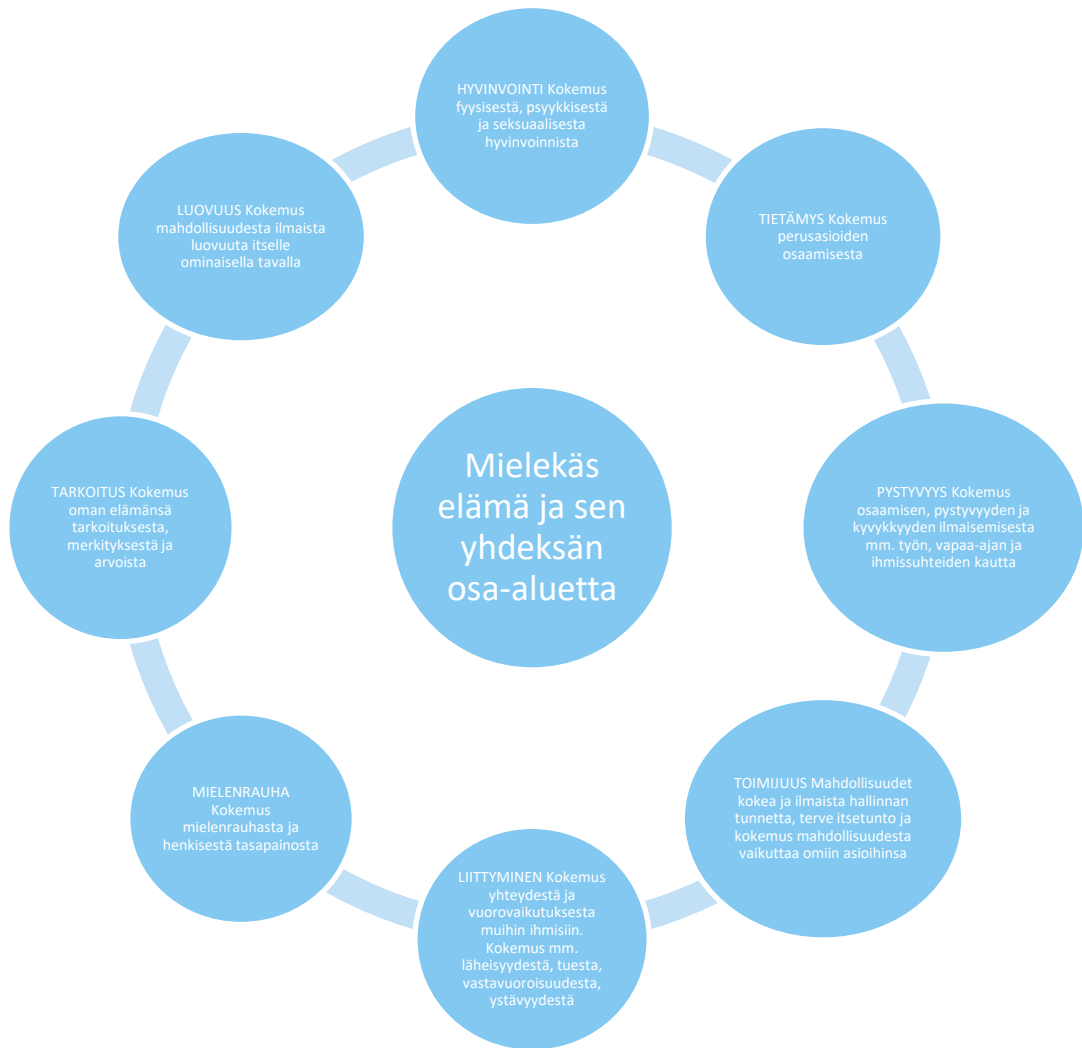 HYVINVOINTI Kokemus
fyysisestä, psyykkisestä
ja seksuaalisesta
hyvinvoinnista
TIETÄMYS Kokemus
perusasioiden
osaamisesta
PYSTYVYYS Kokemus
osaamisen, pystyvyyden ja
kyvykkyyden ilmaisemisesta
mm. työn, vapaa-ajan ja
ihmissuhteiden kautta
TOIMIJUUS Mahdollisuudet
kokea ja ilmaista hallinnan
tunnetta, terve itsetunto ja
kokemus mahdollisuudesta
vaikuttaa omiin asioihinsa
LIITTYMINEN Kokemus
yhteydestä ja
vuorovaikutuksesta
muihin ihmisiin.
Kokemus mm.
läheisyydestä, tuesta,
vastavuoroisuudesta,
ystävyydestä
MIELENRAUHA
Kokemus
mielenrauhasta ja
henkisestä tasapainosta
TARKOITUS Kokemus
oman elämänsä
tarkoituksesta,
merkityksestä ja
arvoista
LUOVUUS Kokemus
mahdollisuudesta ilmaista
luovuuta itselle
ominaisella tavalla
Mielekäs
elämä ja sen
yhdeksän
osa-aluetta